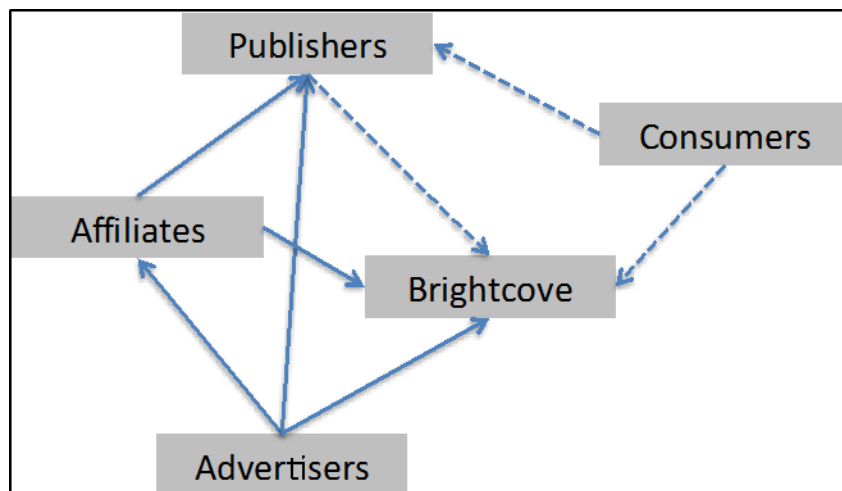 Publishers
Consumers
Affiliates
Brightcove
Advertisers